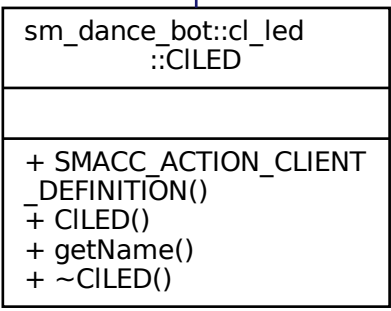 sm_dance_bot::cl_led
::ClLED
+ SMACC_ACTION_CLIENT
_DEFINITION()
+ ClLED()
+ getName()
+ ~ClLED()